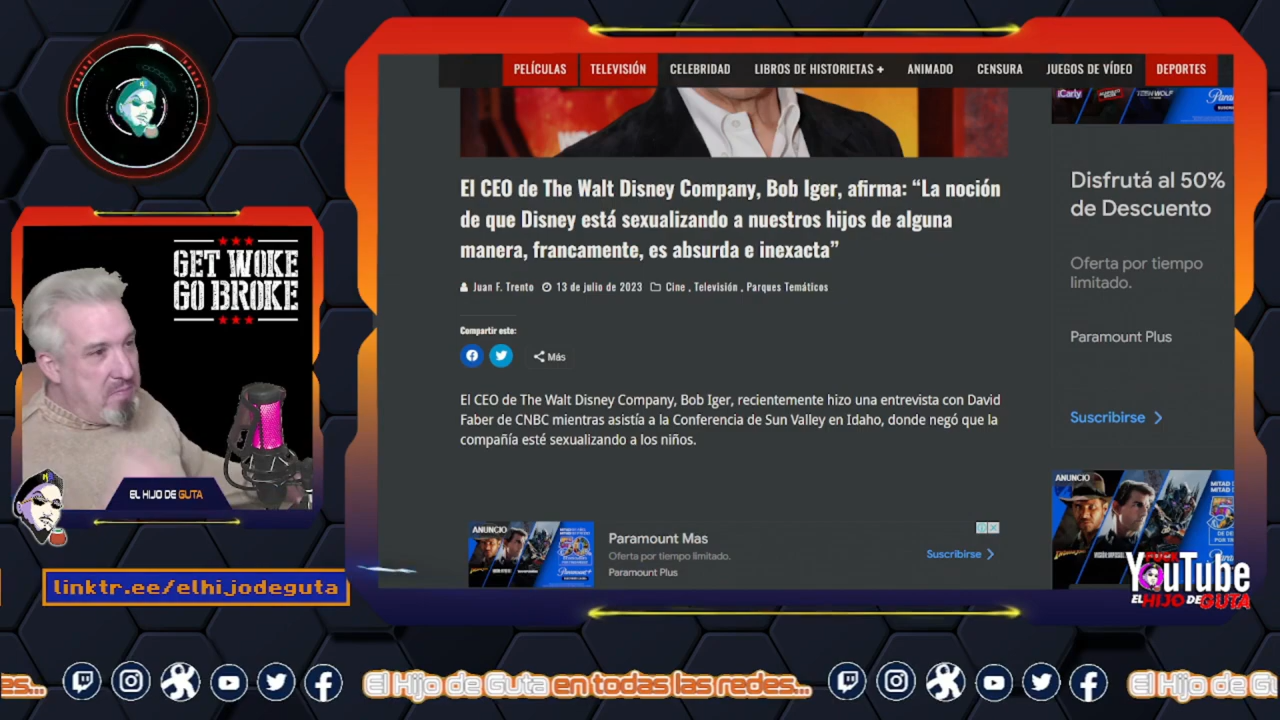 PELÍCULAS TELEVISIÓN CELEBRIDAD LIBROS DE HISTORIETAS + ANIMADO CENSURA JUEGOS DE VÍDEO DEPORTES
iCarly TEEN WOLF
El CEO de The Walt Disney Company, Bob Iger, afirma: “La noción
de que Disney está sexualizando a nuestros hijos de alguna
manera, francamente, es absurda e inexacta”
Juan F. Trento 13 de julio de 2023 Cine , Televisión , Parques Temáticos
Compartir este:
Más
El CEO de The Walt Disney Company, Bob Iger, recientemente hizo una entrevista con David
Faber de CNBC mientras asistía a la Conferencia de Sun Valley en Idaho, donde negó que la
compañía esté sexualizando a los niños.
ANUNCIO
Paramount Mas
Oferta por tiempo limitado.
Paramount Plus
Suscribirse
Disfrutá al 50%
de Descuento
Oferta por tiempo
limitado.
Paramount Plus
Suscribirse
ANUNCIO
MITAD D
YouTube
EL HIJO DE GUTA
GET WOKE
GO BROKE
EL HIJO DE GUTA
linktr.ee/elhijodeguta
es... El Hijo de Guta en todas las redes... El Hijo de Gu